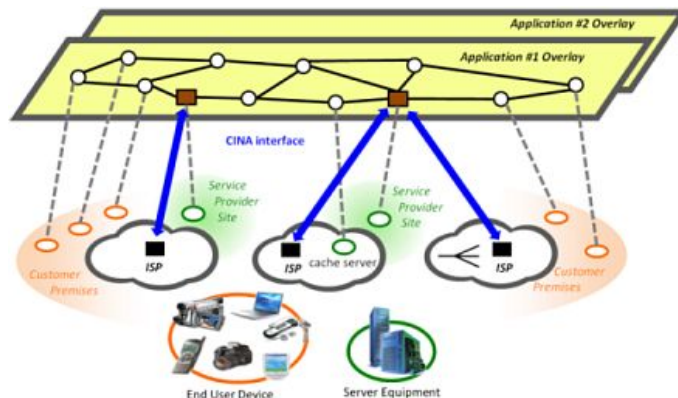 Application #2 Overlay
Application #1 Overlay
CINA interface
Service
Provider
Site
Service
Provider
Site
Customer
Premises
ISP
ISP
cache server
ISP
Customer
Premises
End User Device
Server Equipment